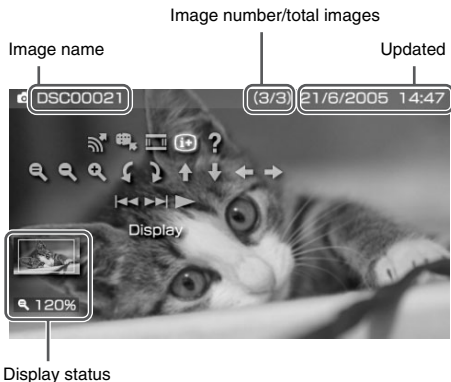 Image number/total images
Image name
Updated
DSC00021 (3/3) 21/6/2005 14:47
Display
120%
Display status